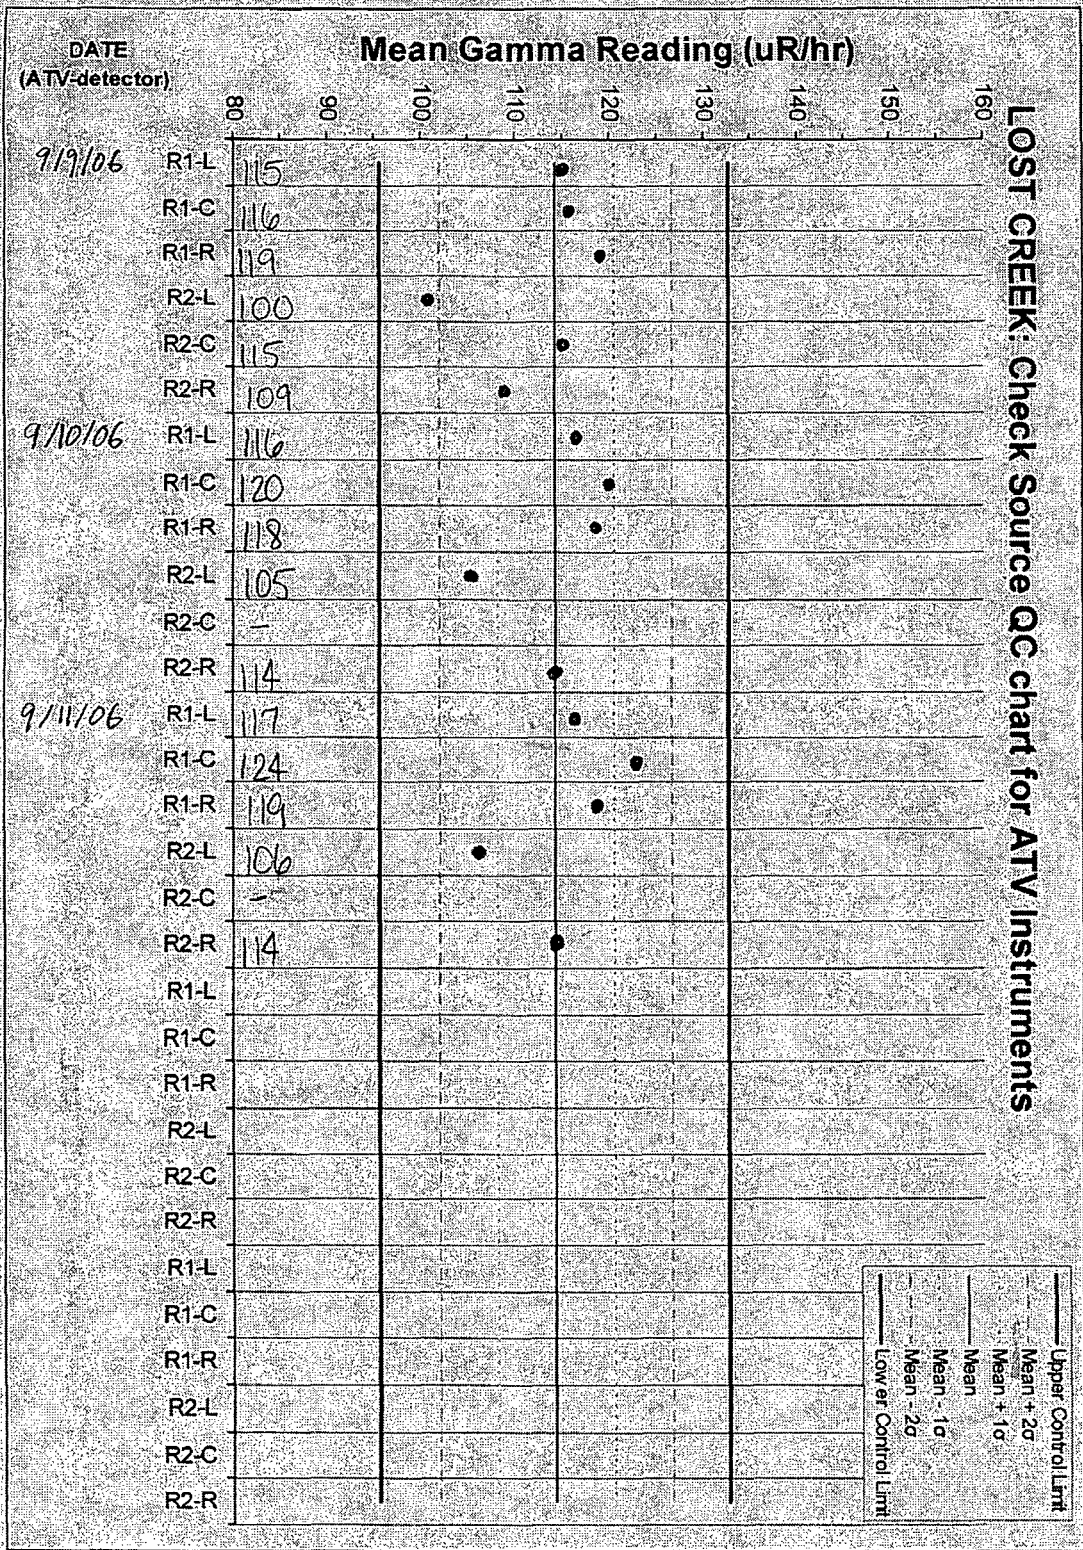 LOST CREEK: Check Source QC chart for ATV Instruments
Mean Gamma Reading (uR/hr)
DATE
(ATV-detector)
80 90 100 110 120 130 140 150 160
9/9/06 R1-L 115
R1-C 116
R1-R 119
R2-L 100
R2-C 115
R2-R 109
9/10/06 R1-L 116
R1-C 120
R1-R 118
R2-L 105
R2-C -
R2-R 114
9/11/06 R1-L 117
R1-C 124
R1-R 119
R2-L 106
R2-C -
R2-R 114
R1-L
R1-C
R1-R
R2-L
R2-C
R2-R
R1-L
R1-C
R1-R
R2-L
R2-C
R2-R
Upper Control Limit
Mean + 2σ
Mean + 1σ
Mean
Mean - 1σ
Mean - 2σ
Lower Control Limit